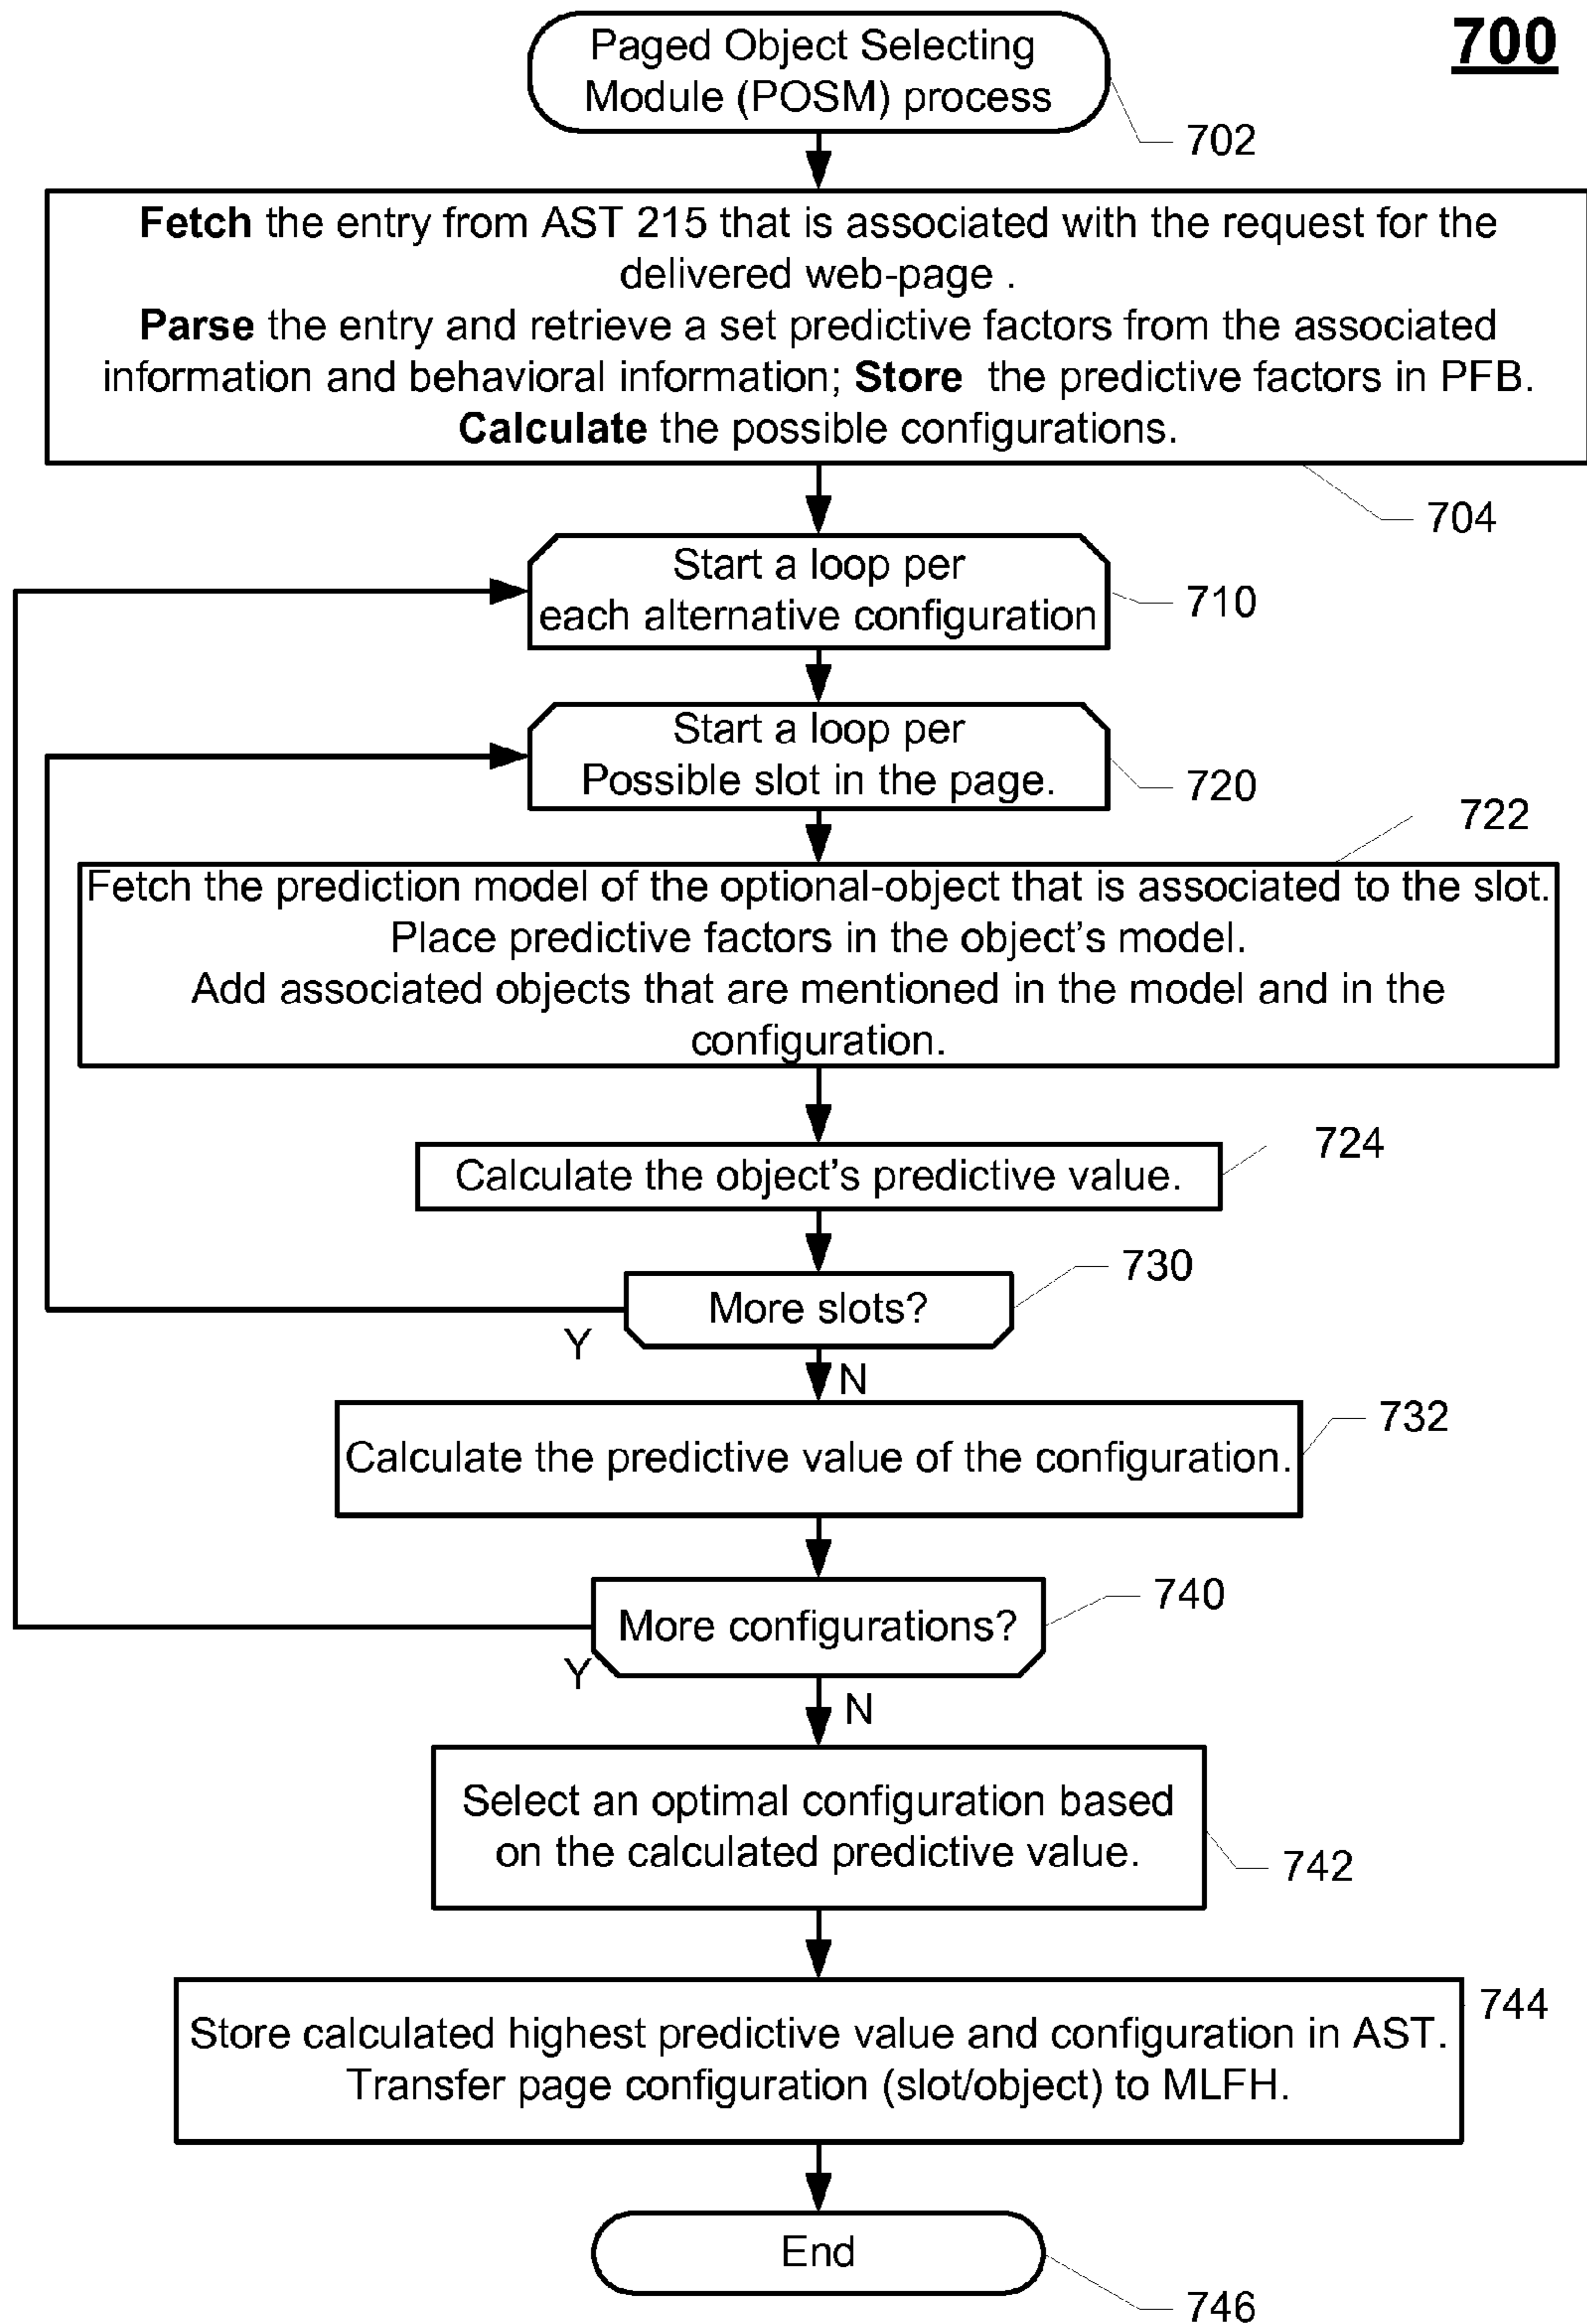 700
Paged Object Selecting
Module (POSM) process
702
Fetch the entry from AST 215 that is associated with the request for the
delivered web-page .
Parse the entry and retrieve a set predictive factors from the associated
information and behavioral information; Store the predictive factors in PFB.
Calculate the possible configurations.
704
Start a loop per
each alternative configuration
710
Start a loop per
Possible slot in the page.
720
722
Fetch the prediction model of the optional-object that is associated to the slot.
Place predictive factors in the object's model.
Add associated objects that are mentioned in the model and in the
configuration.
724
Calculate the object's predictive value.
730
More slots?
Y
N
732
Calculate the predictive value of the configuration.
740
More configurations?
Y
N
Select an optimal configuration based
on the calculated predictive value.
742
744
Store calculated highest predictive value and configuration in AST.
Transfer page configuration (slot/object) to MLFH.
End
746